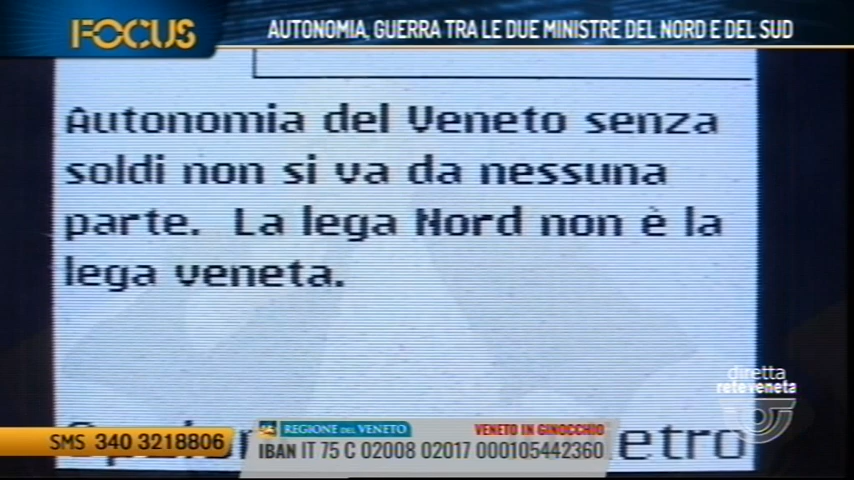 FOCUS
AUTONOMIA, GUERRA TRA LE DUE MINISTRE DEL NORD E DEL SUD
Autonomia del Veneto senza
soldi non si va da nessuna
parte. La lega Nord non è la
lega veneta.
diretta
reteveneta
SMS 340 3218806
REGIONE DEL VENETO
VENETO IN GINOCCHIO
IBAN IT 75 C 02008 02017 000105442360
etro